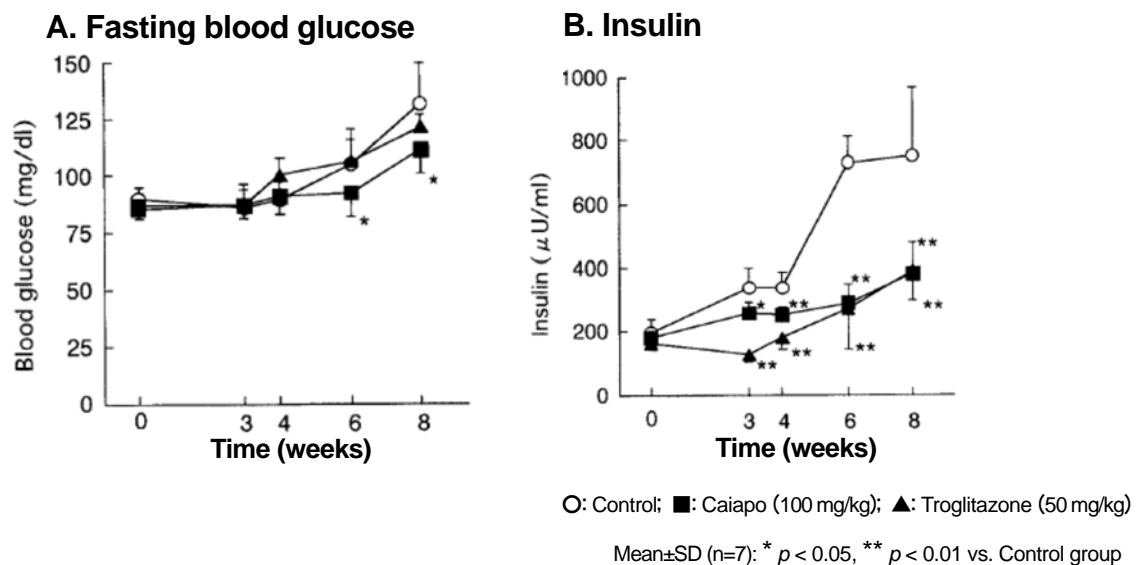 A. Fasting blood glucose
Blood glucose (mg/dl)
150
125
100
75
50
25
0
*
*
0 3 4 6 8
Time (weeks)
B. Insulin
Insulin (μU/ml)
1000
800
600
400
200
0
* ** ** **
** ** ** **
0 3 4 6 8
Time (weeks)
○: Control; ■: Caiapo (100 mg/kg); ▲: Troglitazone (50 mg/kg)
Mean±SD (n=7): * p < 0.05, ** p < 0.01 vs. Control group